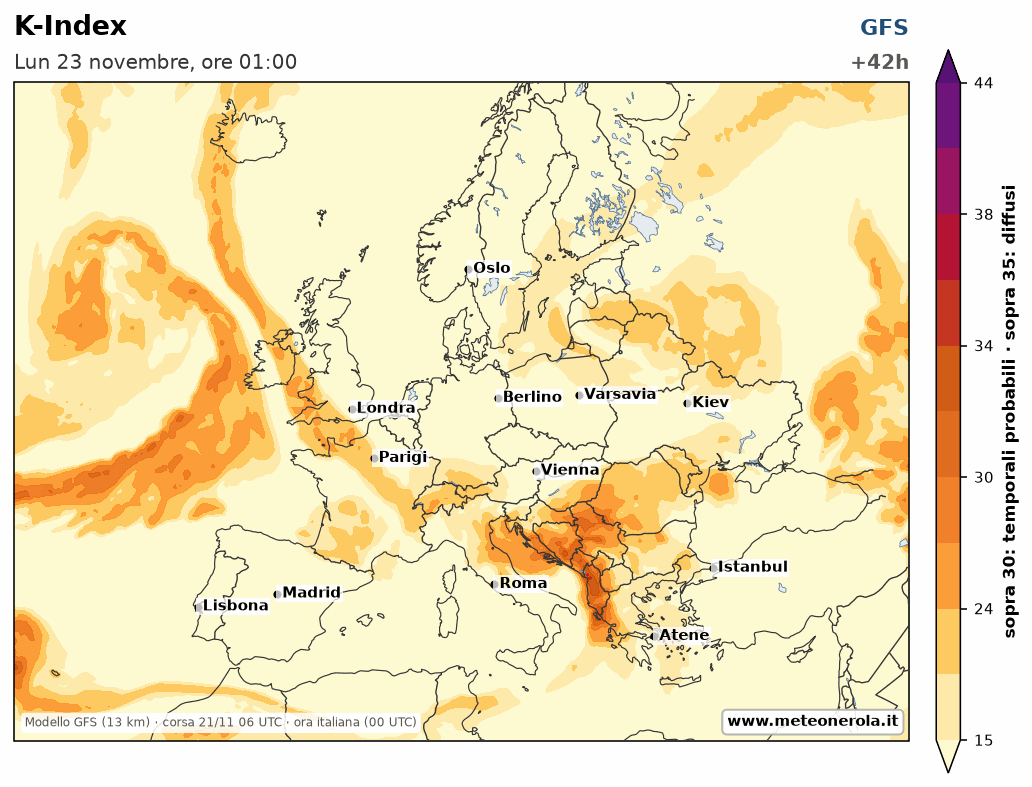 K-Index
GFS
Lun 23 novembre, ore 01:00
+42h
44
38
34
30
24
15
sopra 30: temporali probabili · sopra 35: diffusi
Oslo
Berlino
Varsavia
Kiev
Londra
Parigi
Vienna
Istanbul
Roma
Madrid
Lisbona
Atene
Modello GFS (13 km) · corsa 21/11 06 UTC · ora italiana (00 UTC)
www.meteonerola.it